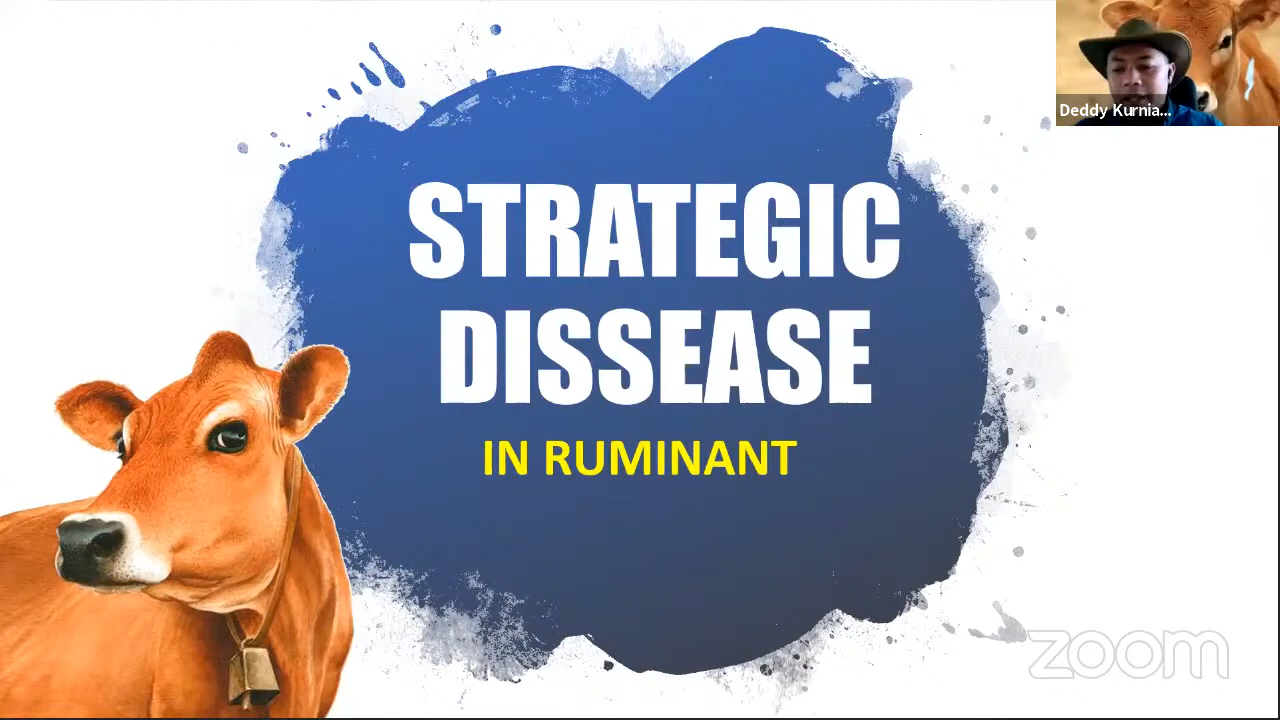 Deddy Kurnia...
STRATEGIC
DISSEASE
IN RUMINANT
zoom